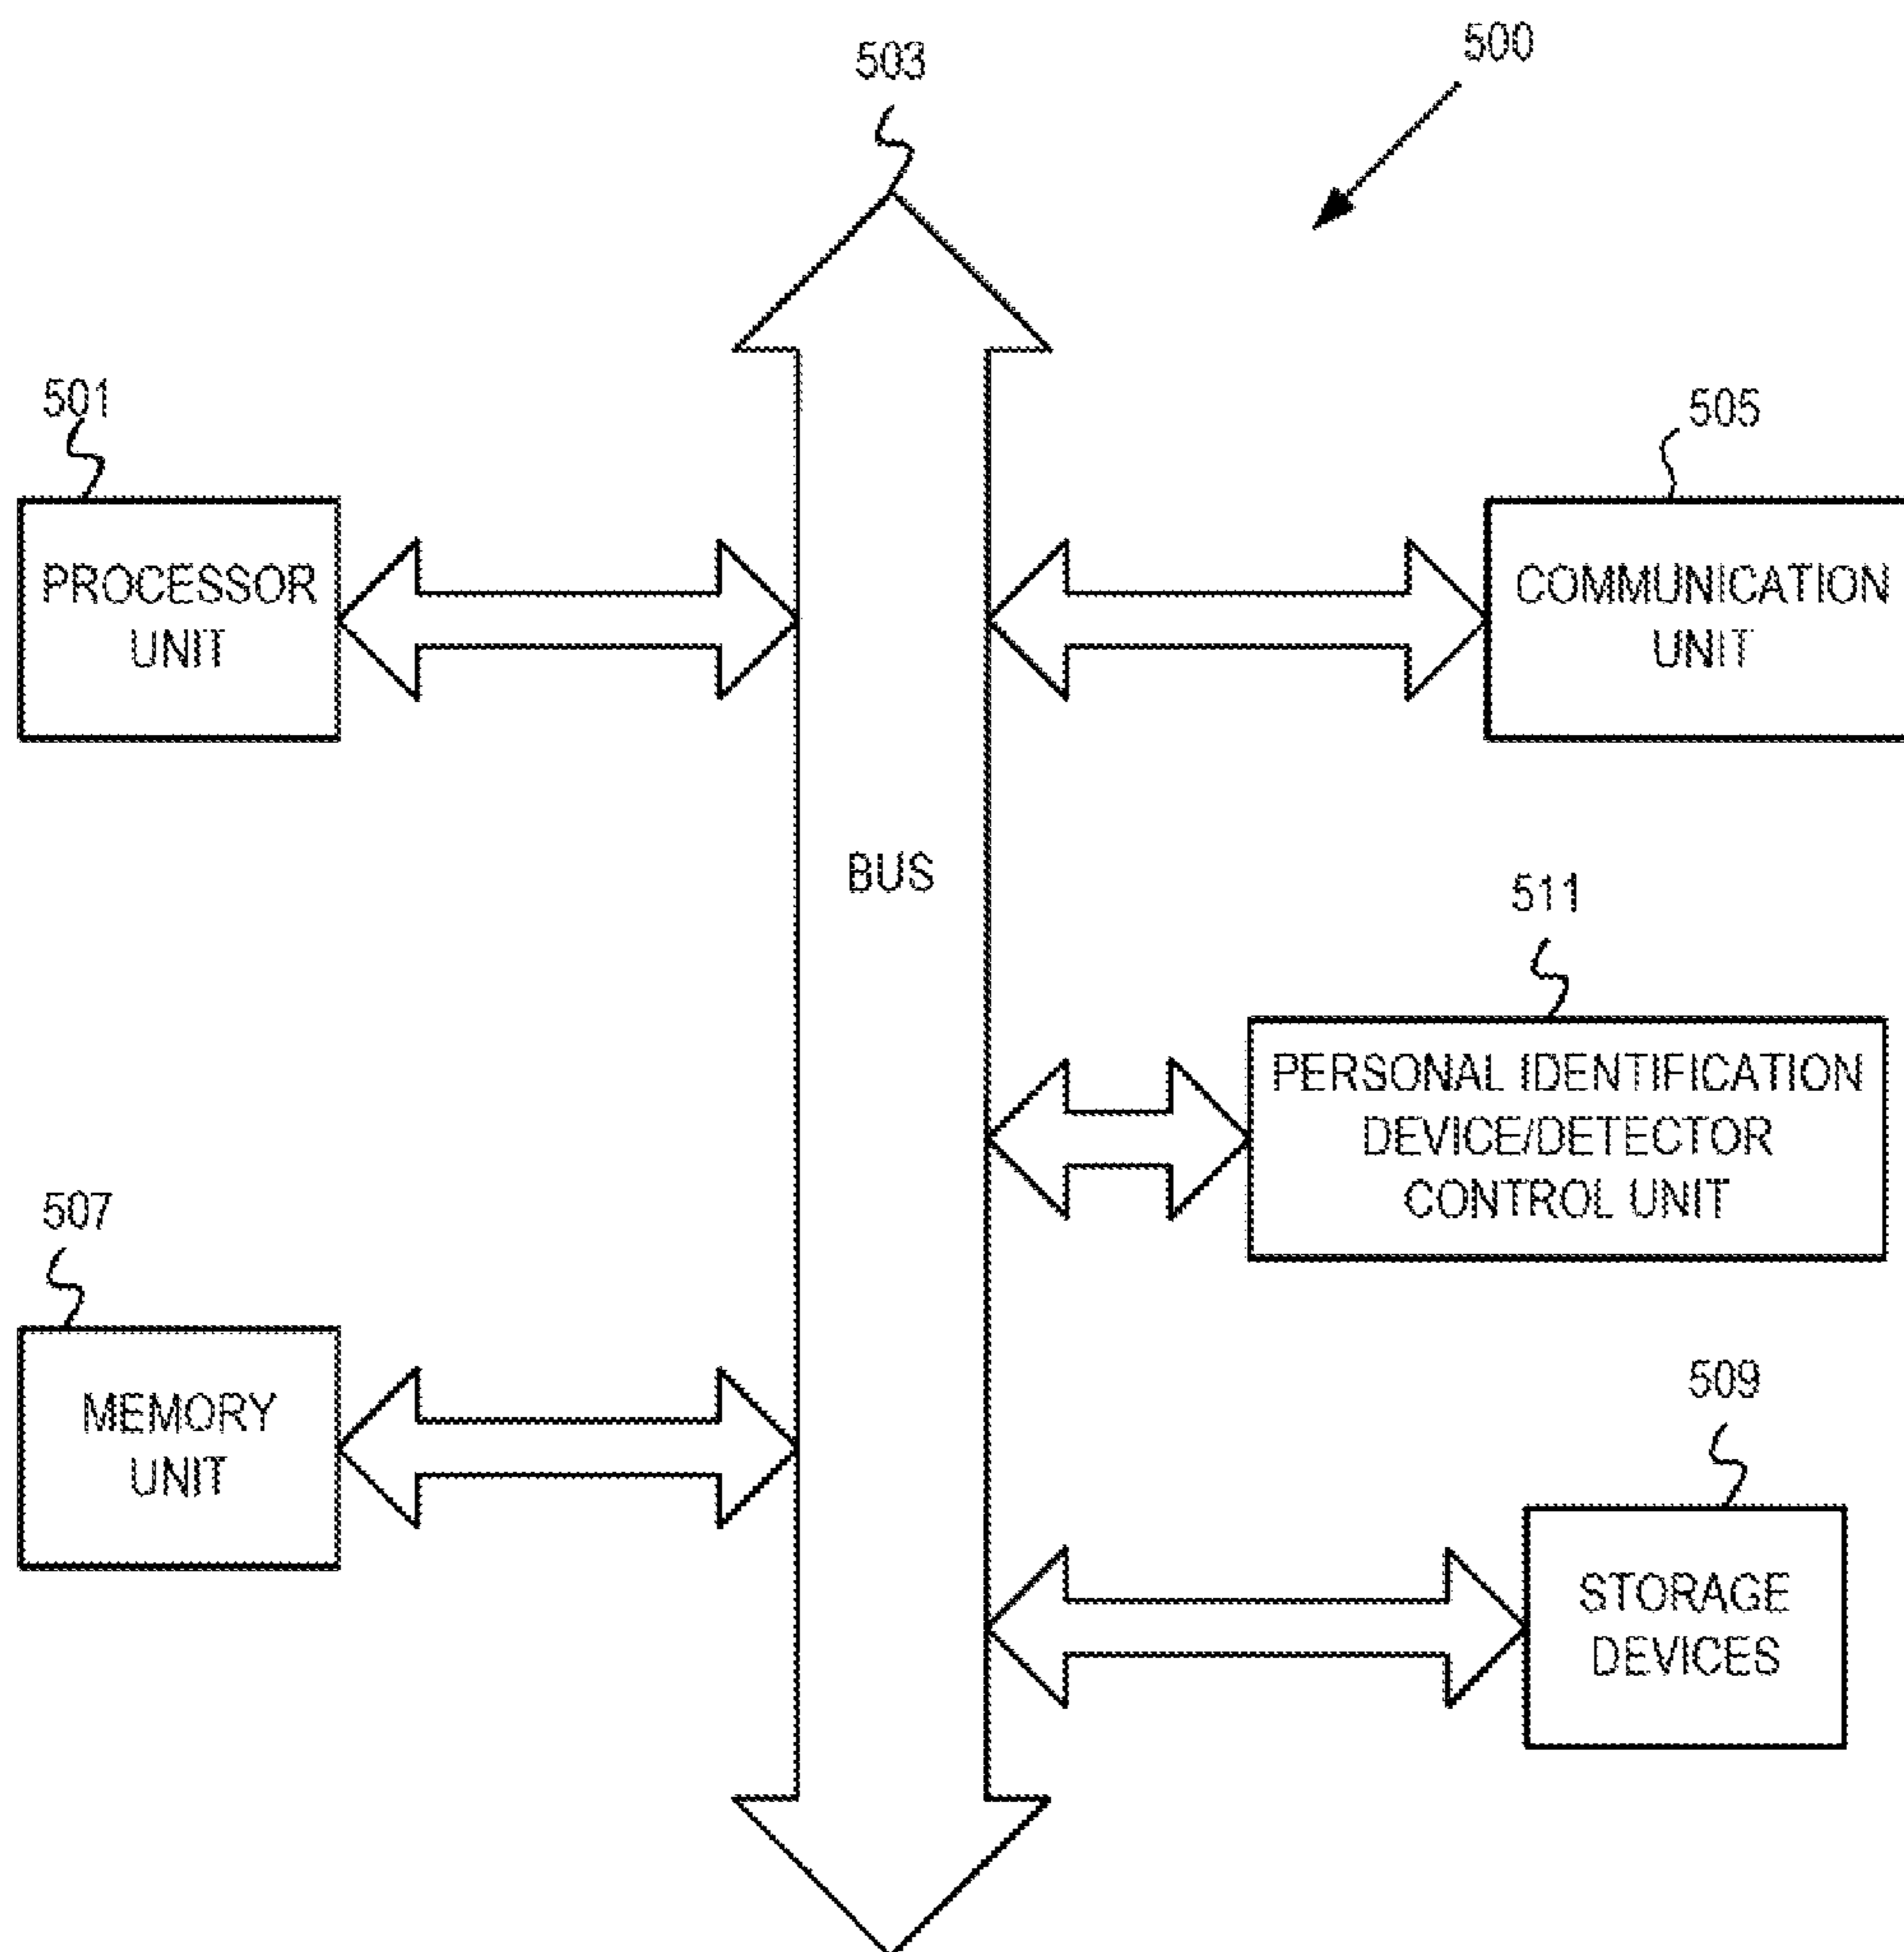 503
500
501
505
PROCESSOR
UNIT
COMMUNICATION
UNIT
BUS
511
PERSONAL IDENTIFICATION
DEVICE/DETECTOR
CONTROL UNIT
507
MEMORY
UNIT
509
STORAGE
DEVICES